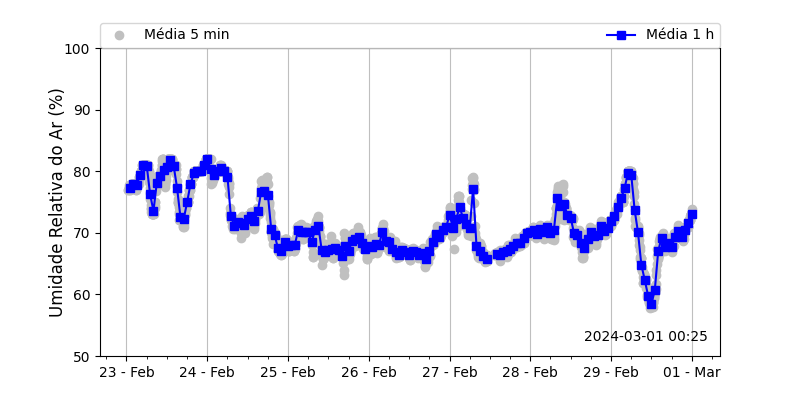 Média 5 min
Média 1 h
Umidade Relativa do Ar (%)
100
90
80
70
60
50
2024-03-01 00:25
23 - Feb
24 - Feb
25 - Feb
26 - Feb
27 - Feb
28 - Feb
29 - Feb
01 - Mar